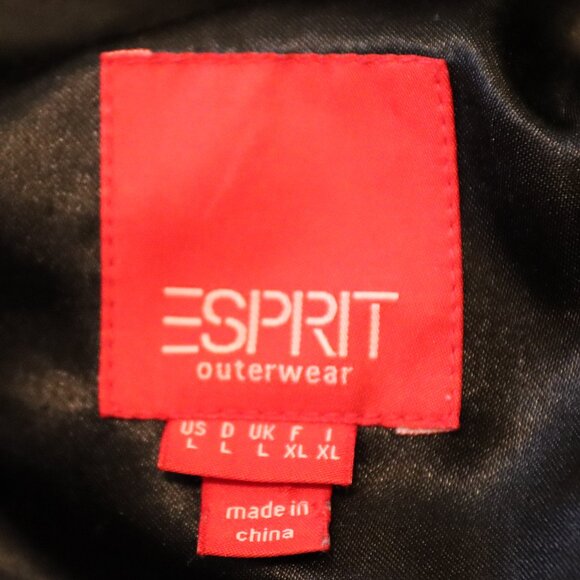 ESPRIT
outerwear
US D UK F I
L L L XL XL
made in
china